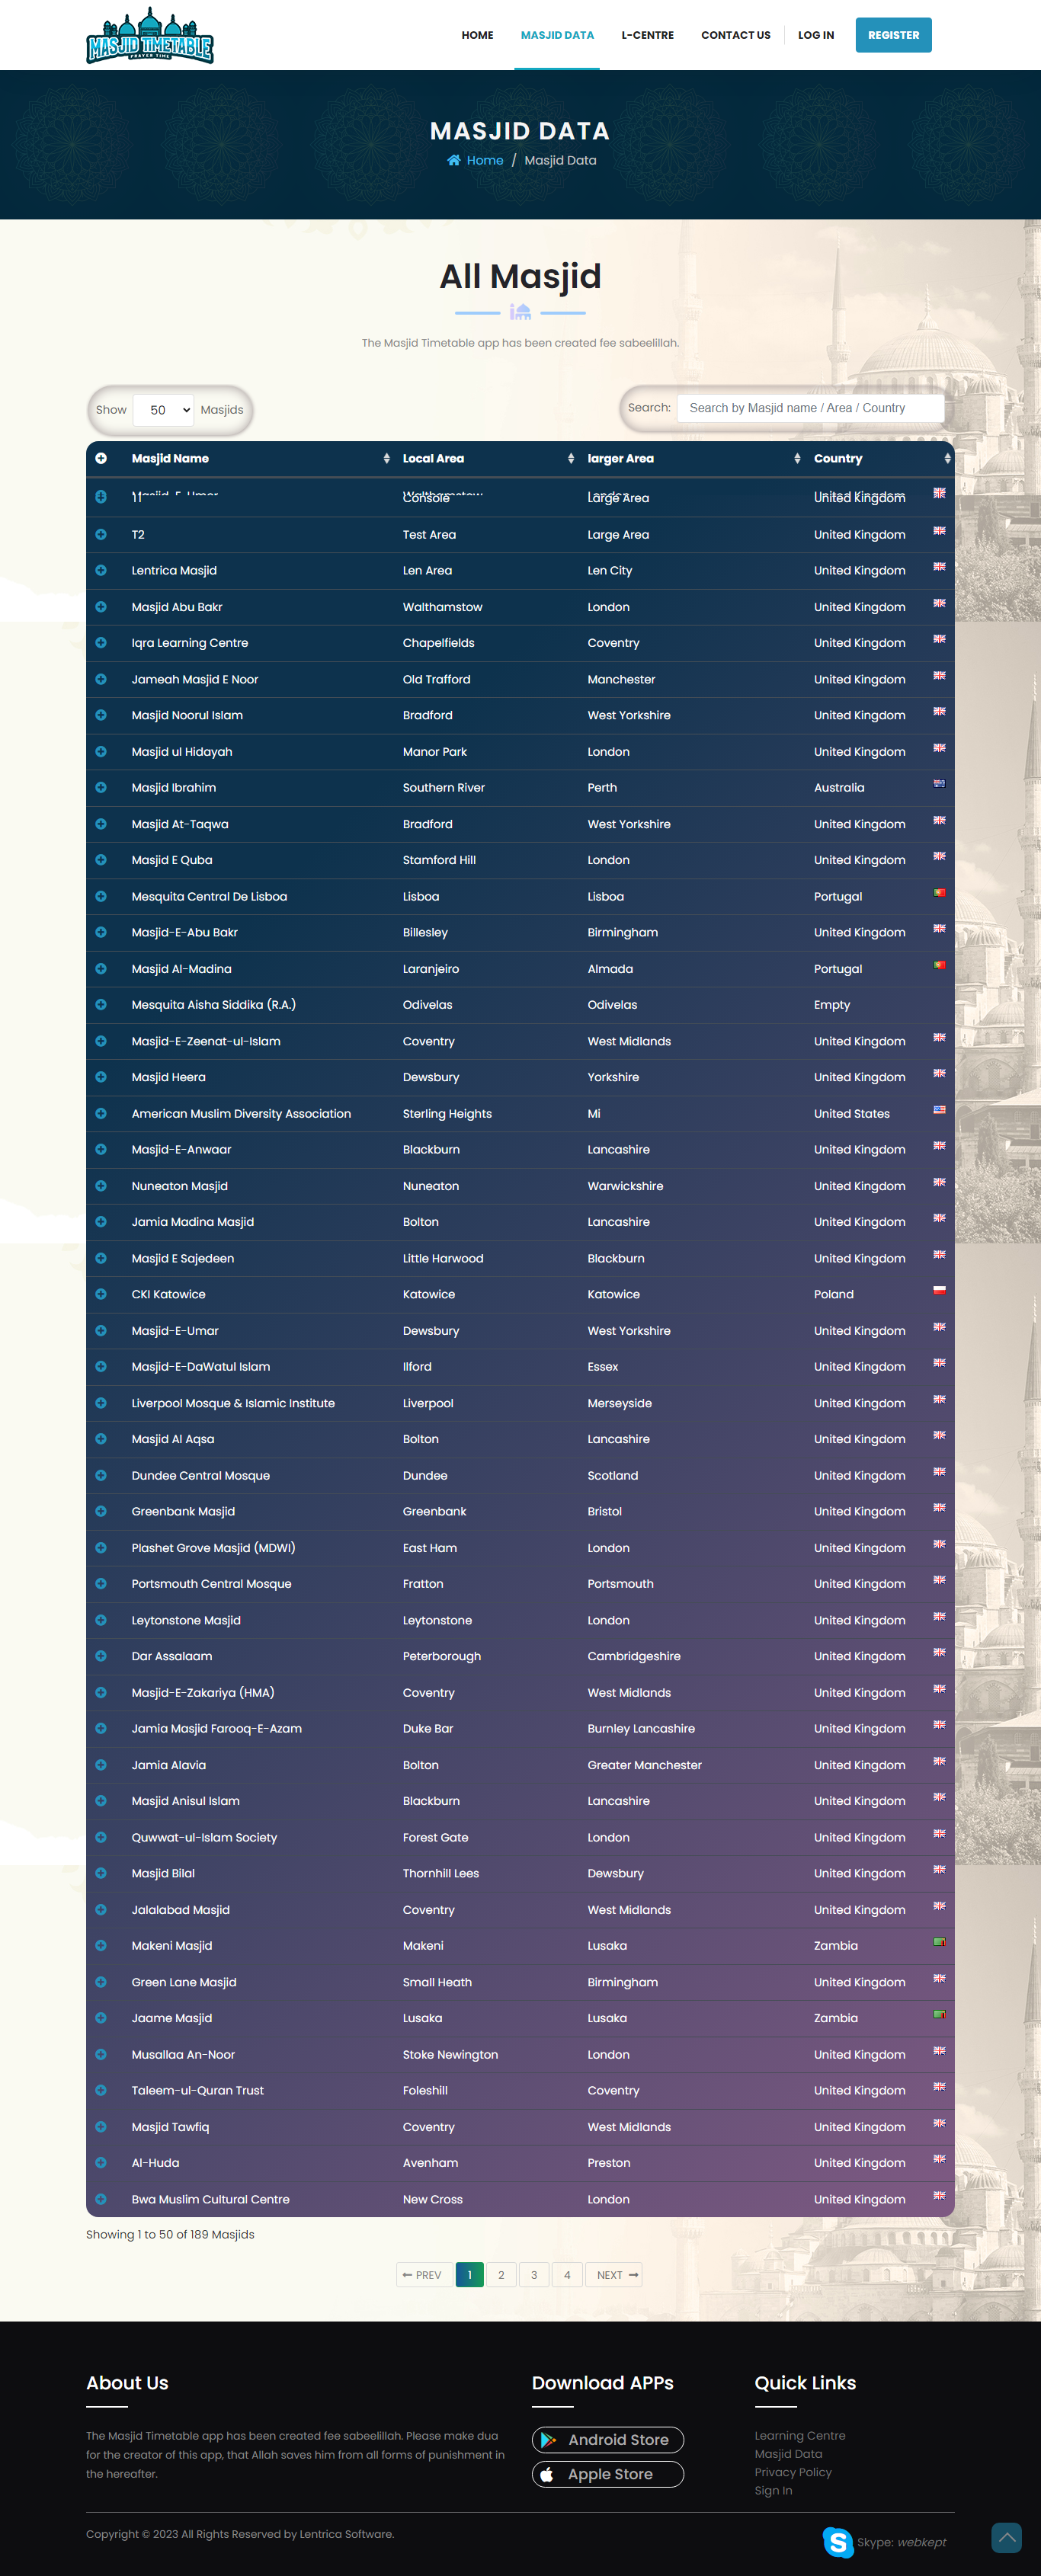 MASJID TIMETABLE
PRAYER TIME
HOME MASJID DATA L-CENTRE CONTACT US LOG IN REGISTER
MASJID DATA
Home / Masjid Data
All Masjid
The Masjid Timetable app has been created fee sabeelillah.
Show 50 Masjids Search: Search by Masjid name / Area / Country
Masjid Name Local Area larger Area Country
Masjid-E-Umer Walthamstow London United Kingdom
T1 Console Large Area United Kingdom
T2 Test Area Large Area United Kingdom
Lentrica Masjid Len Area Len City United Kingdom
Masjid Abu Bakr Walthamstow London United Kingdom
Iqra Learning Centre Chapelfields Coventry United Kingdom
Jameah Masjid E Noor Old Trafford Manchester United Kingdom
Masjid Noorul Islam Bradford West Yorkshire United Kingdom
Masjid ul Hidayah Manor Park London United Kingdom
Masjid Ibrahim Southern River Perth Australia
Masjid At-Taqwa Bradford West Yorkshire United Kingdom
Masjid E Quba Stamford Hill London United Kingdom
Mesquita Central De Lisboa Lisboa Lisboa Portugal
Masjid-E-Abu Bakr Billesley Birmingham United Kingdom
Masjid Al-Madina Laranjeiro Almada Portugal
Mesquita Aisha Siddika (R.A.) Odivelas Odivelas Empty
Masjid-E-Zeenat-ul-Islam Coventry West Midlands United Kingdom
Masjid Heera Dewsbury Yorkshire United Kingdom
American Muslim Diversity Association Sterling Heights Mi United States
Masjid-E-Anwaar Blackburn Lancashire United Kingdom
Nuneaton Masjid Nuneaton Warwickshire United Kingdom
Jamia Madina Masjid Bolton Lancashire United Kingdom
Masjid E Sajedeen Little Harwood Blackburn United Kingdom
CKI Katowice Katowice Katowice Poland
Masjid-E-Umar Dewsbury West Yorkshire United Kingdom
Masjid-E-DaWatul Islam Ilford Essex United Kingdom
Liverpool Mosque & Islamic Institute Liverpool Merseyside United Kingdom
Masjid Al Aqsa Bolton Lancashire United Kingdom
Dundee Central Mosque Dundee Scotland United Kingdom
Greenbank Masjid Greenbank Bristol United Kingdom
Plashet Grove Masjid (MDWI) East Ham London United Kingdom
Portsmouth Central Mosque Fratton Portsmouth United Kingdom
Leytonstone Masjid Leytonstone London United Kingdom
Dar Assalaam Peterborough Cambridgeshire United Kingdom
Masjid-E-Zakariya (HMA) Coventry West Midlands United Kingdom
Jamia Masjid Farooq-E-Azam Duke Bar Burnley Lancashire United Kingdom
Jamia Alavia Bolton Greater Manchester United Kingdom
Masjid Anisul Islam Blackburn Lancashire United Kingdom
Quwwat-ul-Islam Society Forest Gate London United Kingdom
Masjid Bilal Thornhill Lees Dewsbury United Kingdom
Jalalabad Masjid Coventry West Midlands United Kingdom
Makeni Masjid Makeni Lusaka Zambia
Green Lane Masjid Small Heath Birmingham United Kingdom
Jaame Masjid Lusaka Lusaka Zambia
Musallaa An-Noor Stoke Newington London United Kingdom
Taleem-ul-Quran Trust Foleshill Coventry United Kingdom
Masjid Tawfiq Coventry West Midlands United Kingdom
Al-Huda Avenham Preston United Kingdom
Bwa Muslim Cultural Centre New Cross London United Kingdom
Showing 1 to 50 of 189 Masjids
PREV 1 2 3 4 NEXT
About Us
The Masjid Timetable app has been created fee sabeelillah. Please make dua
for the creator of this app, that Allah saves him from all forms of punishment in
the hereafter.
Download APPs
Android Store
Apple Store
Quick Links
Learning Centre
Masjid Data
Privacy Policy
Sign In
Copyright © 2023 All Rights Reserved by Lentrica Software.
Skype: webkept